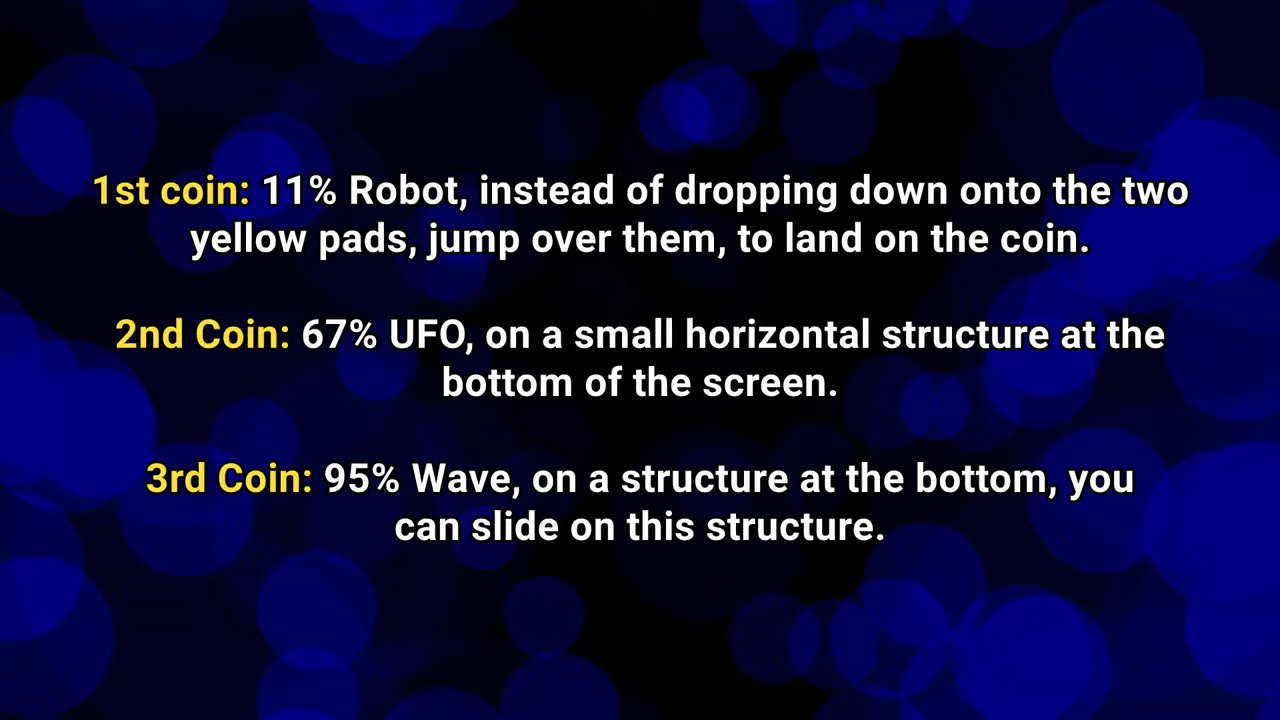 1st coin: 11% Robot, instead of dropping down onto the two
yellow pads, jump over them, to land on the coin.
2nd Coin: 67% UFO, on a small horizontal structure at the
bottom of the screen.
3rd Coin: 95% Wave, on a structure at the bottom, you
can slide on this structure.